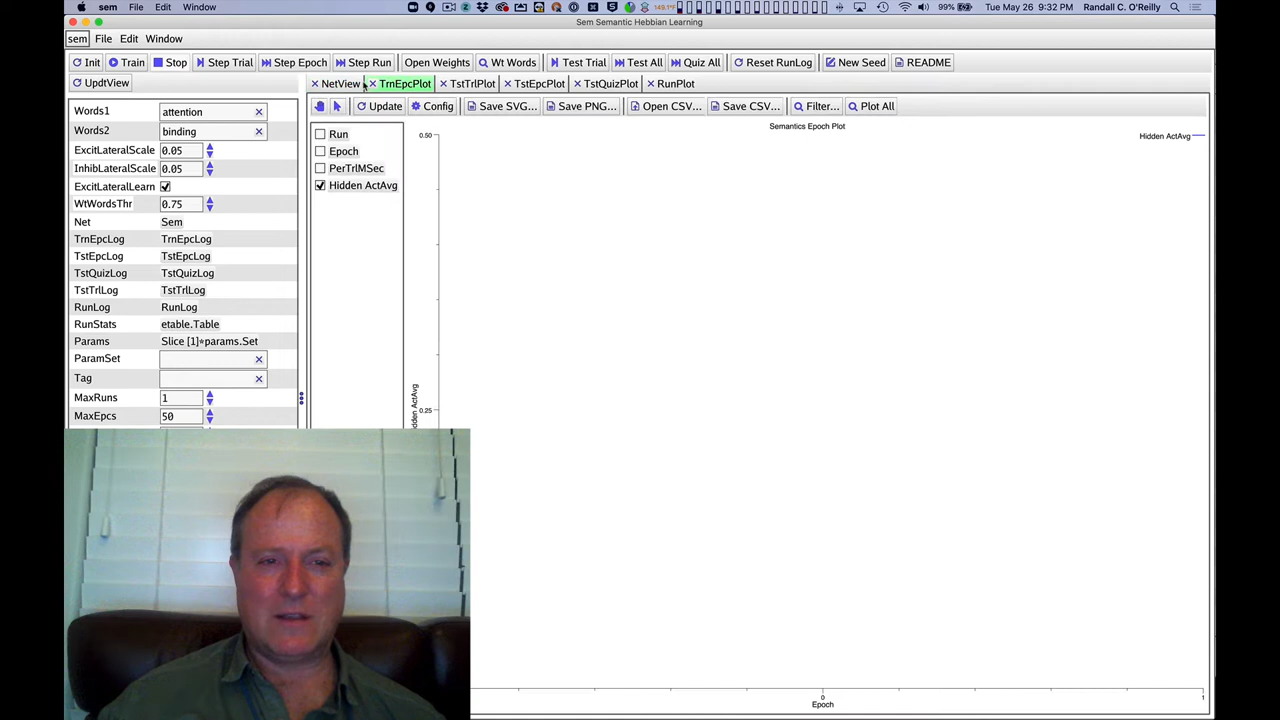 sem File Edit Window 149.1°F 99% Tue May 26 9:32 PM Randall C. O'Reilly
Sem Semantic Hebbian Learning
sem File Edit Window
Init Train Stop Step Trial Step Epoch Step Run Open Weights Wt Words Test Trial Test All Quiz All Reset RunLog New Seed README
UpdtView
NetView TrnEpcPlot TstTrlPlot TstEpcPlot TstQuizPlot RunPlot
Update Config Save SVG... Save PNG... Open CSV... Save CSV... Filter... Plot All
Words1 attention
Words2 binding
ExcitLateralScale 0.05
InhibLateralScale 0.05
ExcitLateralLearn
WtWordsThr 0.75
Net Sem
TrnEpcLog TrnEpcLog
TstEpcLog TstEpcLog
TstQuizLog TstQuizLog
TstTrlLog TstTrlLog
RunLog RunLog
RunStats etable.Table
Params Slice [1]*params.Set
ParamSet
Tag
MaxRuns 1
MaxEpcs 50
Run
Epoch
PerTrlMSec
Hidden ActAvg
Semantics Epoch Plot
Hidden ActAvg
0.50
0.25
0
1
Epoch